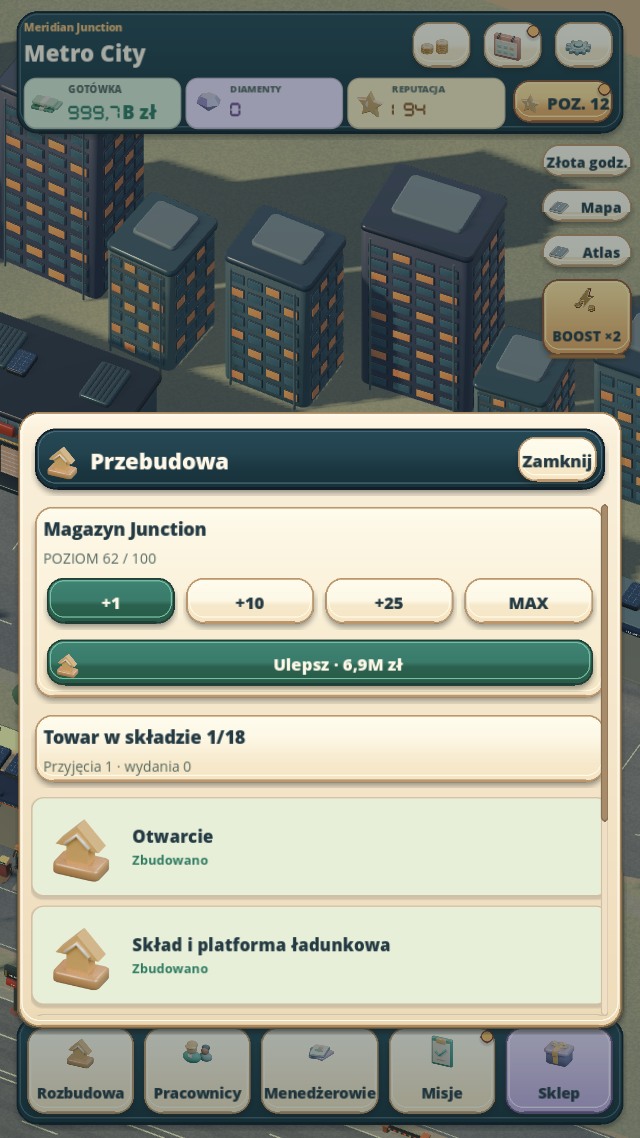 Meridian Junction
Metro City
GOTÓWKA
999,7B zł
DIAMENTY
0
REPUTACJA
194
POZ. 12
Złota godz.
Mapa
Atlas
BOOST ×2
Przebudowa
Zamknij
Magazyn Junction
POZIOM 62 / 100
+1
+10
+25
MAX
Ulepsz · 6,9M zł
Towar w składzie 1/18
Przyjęcia 1 · wydania 0
Otwarcie
Zbudowano
Skład i platforma ładunkowa
Zbudowano
Rozbudowa
Pracownicy
Menedżerowie
Misje
Sklep